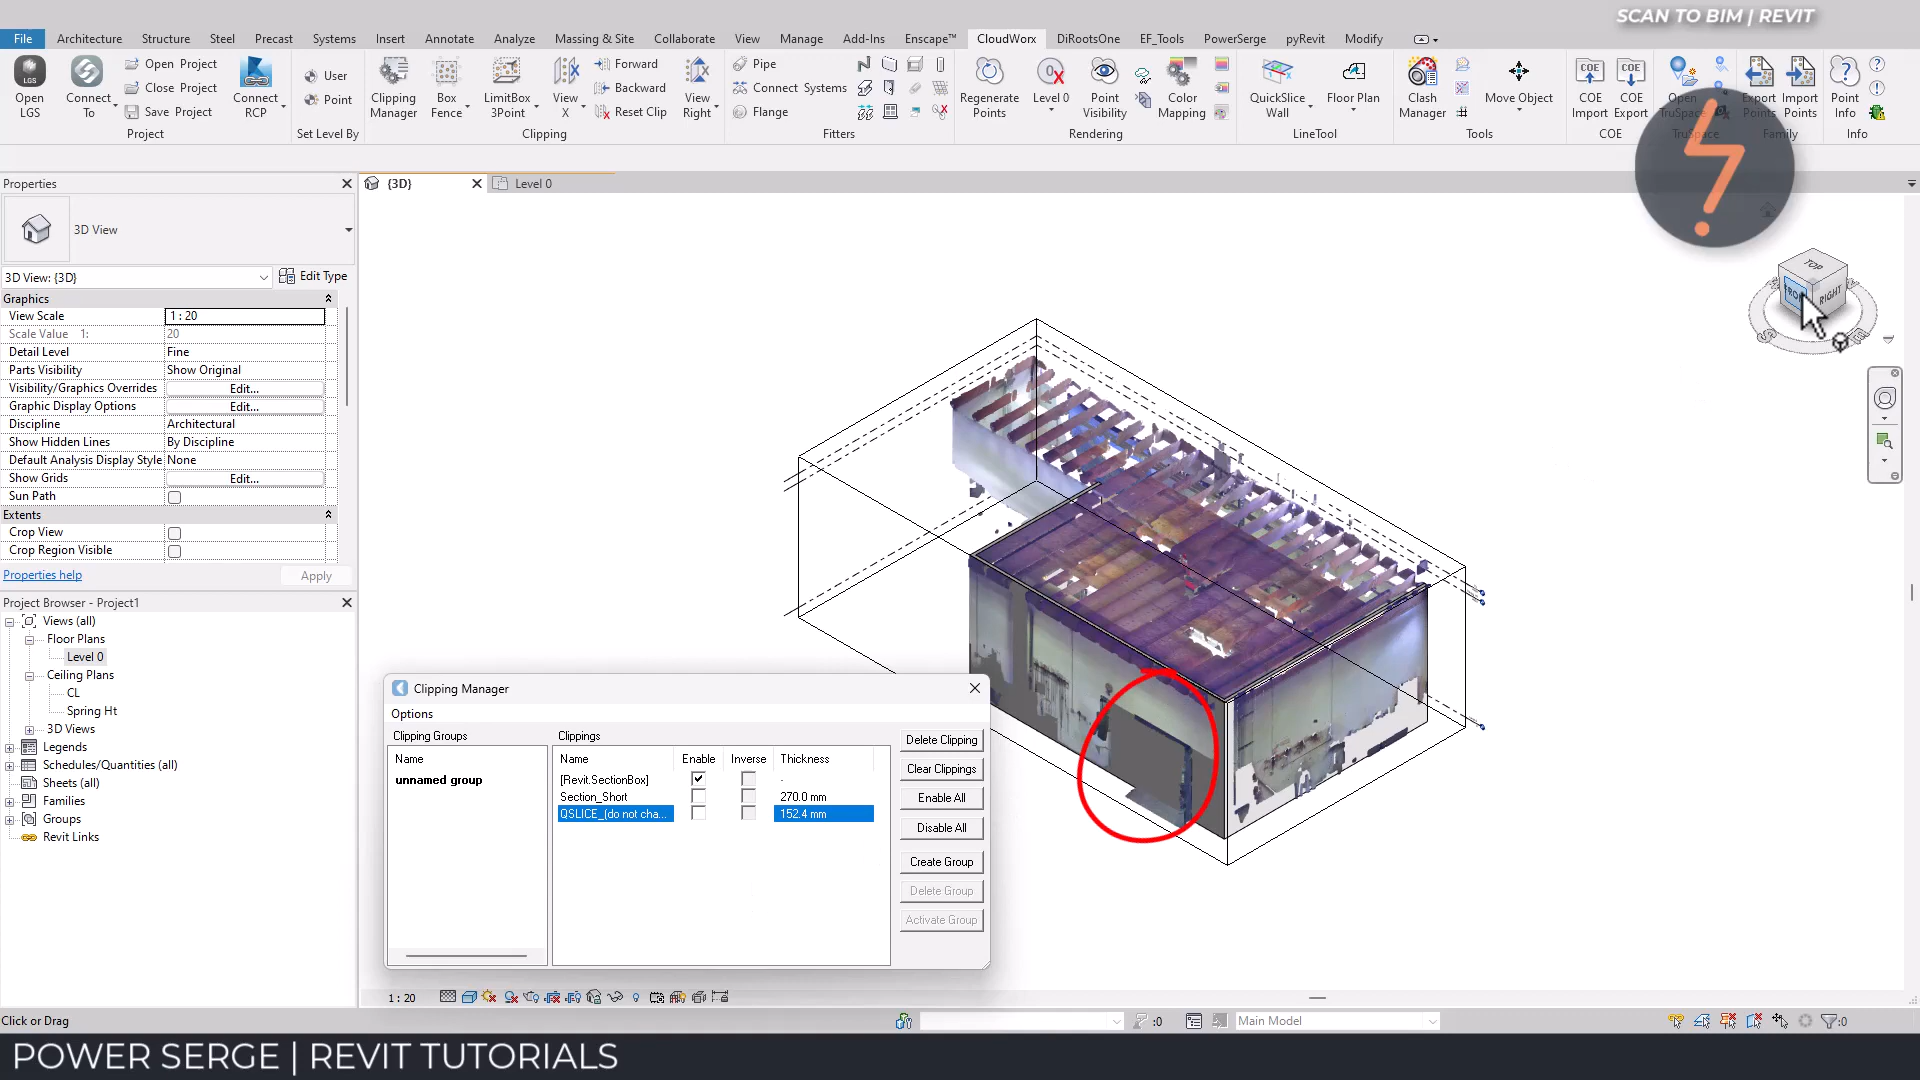 SCAN TO BIM | REVIT
File Architecture Structure Steel Precast Systems Insert Annotate Analyze Massing & Site Collaborate View Manage Add-Ins Enscape™ CloudWorx DiRootsOne EF_Tools PowerSerge pyRevit Modify
Open LGS
Connect To
Open Project
Close Project
Save Project
Connect RCP
Project
User
Point
Set Level By
Clipping Manager
Box Fence
LimitBox 3Point
View X
Forward
Backward
Reset Clip
View Right
Clipping
Pipe
Connect Systems
Flange
Fitters
Regenerate Points
Level 0
Point Visibility
Color Mapping
Rendering
QuickSlice Wall
Floor Plan
LineTool
Clash Manager
Move Object
Tools
COE Import
COE Export
COE
Open TruSpace
TruSpace
Export Points
Import Points
Family
Point Info
Info
Properties
{3D}
Level 0
3D View
3D View: {3D}
Edit Type
Graphics
View Scale 1 : 20
Scale Value 1: 20
Detail Level Fine
Parts Visibility Show Original
Visibility/Graphics Overrides Edit...
Graphic Display Options Edit...
Discipline Architectural
Show Hidden Lines By Discipline
Default Analysis Display Style None
Show Grids Edit...
Sun Path
Extents
Crop View
Crop Region Visible
Properties help
Apply
TOP
FRONT
RIGHT
S
E
Project Browser - Project1
Views (all)
Floor Plans
Level 0
Ceiling Plans
CL
Spring Ht
3D Views
Legends
Schedules/Quantities (all)
Sheets (all)
Families
Groups
Revit Links
Clipping Manager
Options
Clipping Groups
Name
unnamed group
Clippings
Name Enable Inverse Thickness
[Revit.SectionBox] -
Section_Short 270.0 mm
QSLICE_(do not cha... 152.4 mm
Delete Clipping
Clear Clippings
Enable All
Disable All
Create Group
Delete Group
Activate Group
1 : 20
Click or Drag
:0
Main Model
:0
POWER SERGE | REVIT TUTORIALS